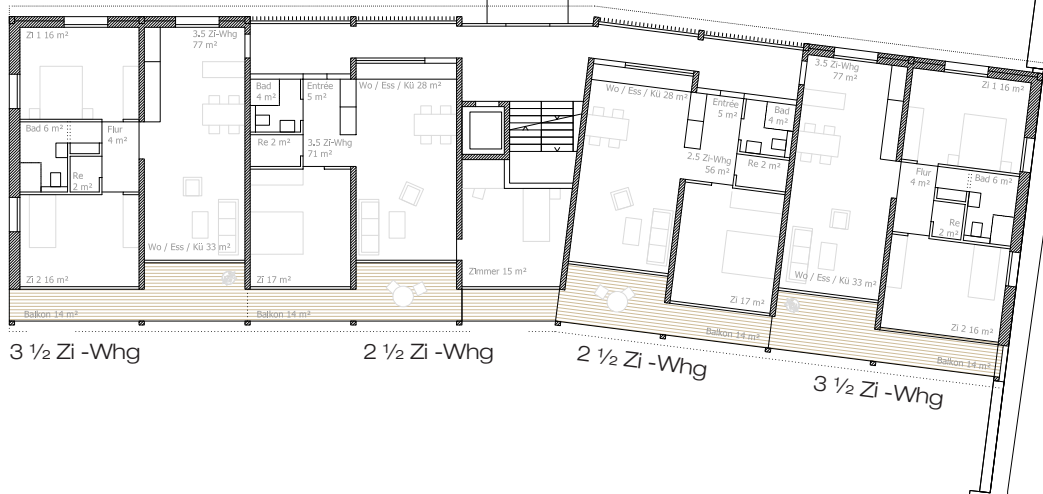 Zi 1 16 m²
3.5 Zi-Whg
77 m²
Bad 6 m²
Flur
4 m²
Re
2 m²
Zi 2 16 m²
Wo / Ess / Kü 33 m²
Balkon 14 m²
Bad
4 m²
Entrée
5 m²
Wo / Ess / Kü 28 m²
Re 2 m²
3.5 Zi-Whg
71 m²
Zi 17 m²
Zimmer 15 m²
Balkon 14 m²
Wo / Ess / Kü 28 m²
Entrée
5 m²
Bad
4 m²
2.5 Zi-Whg
56 m²
Re 2 m²
Zi 17 m²
Balkon 14 m²
3.5 Zi-Whg
77 m²
Zi 1 16 m²
Flur
4 m²
Bad 6 m²
Re
2 m²
Wo / Ess / Kü 33 m²
Zi 2 16 m²
Balkon 14 m²
3 ½ Zi -Whg
2 ½ Zi -Whg
2 ½ Zi -Whg
3 ½ Zi -Whg